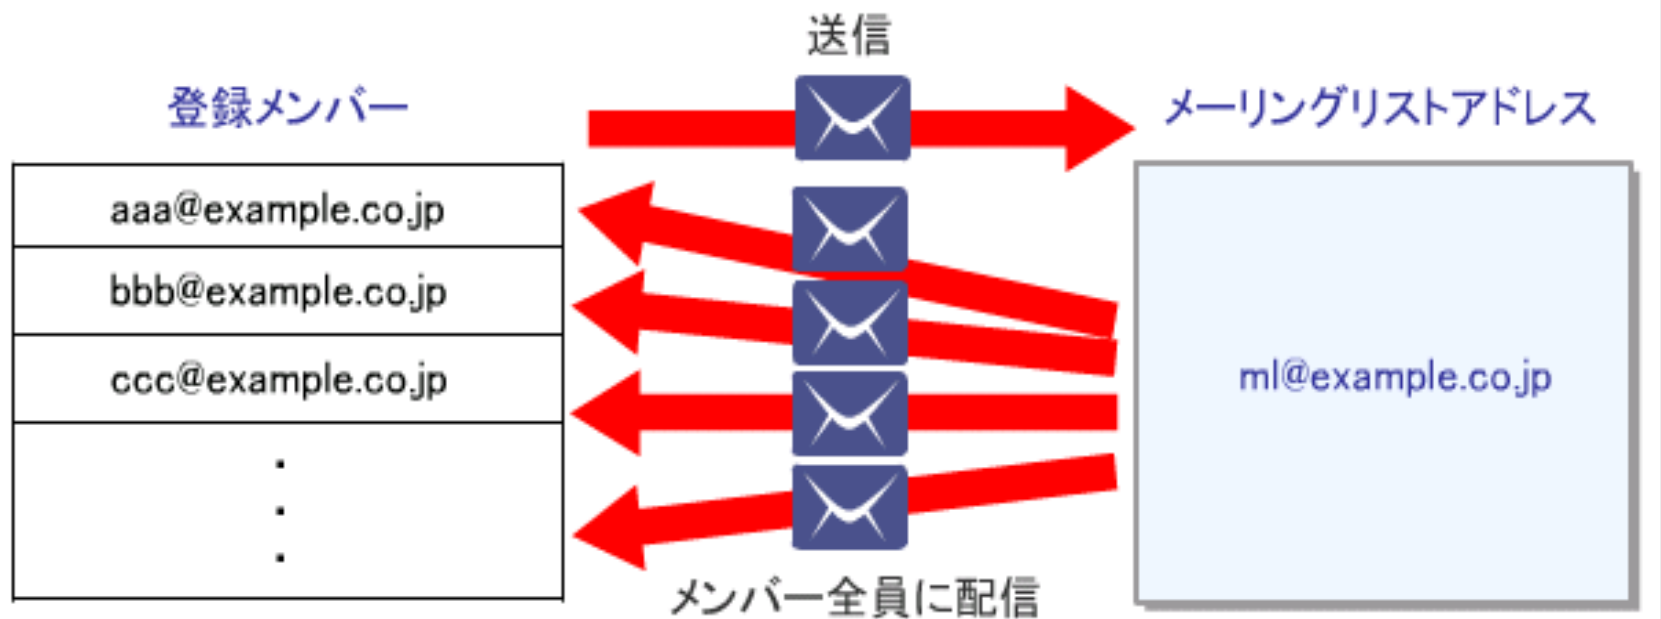 送信
登録メンバー
メーリングリストアドレス
aaa@example.co.jp
bbb@example.co.jp
ccc@example.co.jp
・
・
・
ml@example.co.jp
メンバー全員に配信